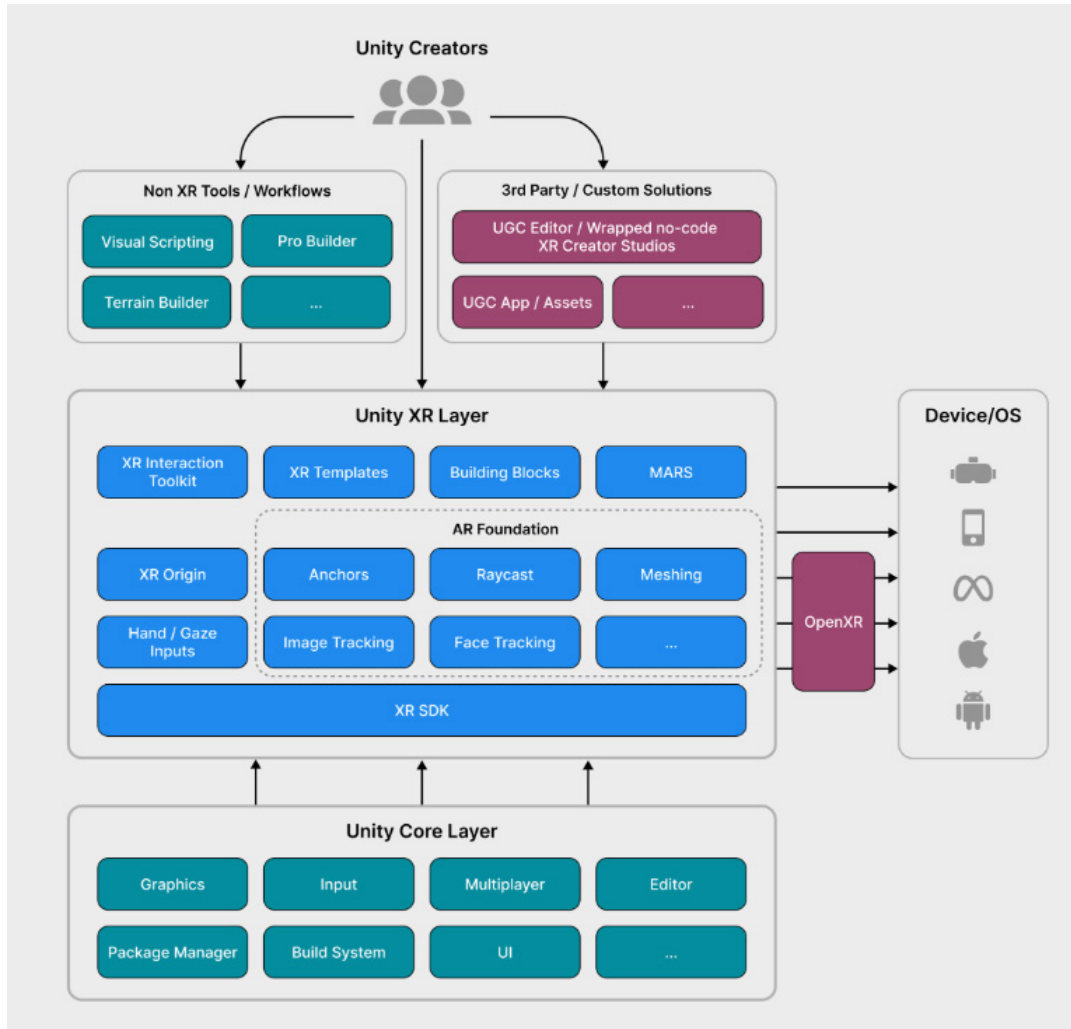 Unity Creators
Non XR Tools / Workflows
Visual Scripting
Pro Builder
Terrain Builder
...
3rd Party / Custom Solutions
UGC Editor / Wrapped no-code
XR Creator Studios
UGC App / Assets
...
Unity XR Layer
XR Interaction
Toolkit
XR Templates
Building Blocks
MARS
AR Foundation
XR Origin
Anchors
Raycast
Meshing
Hand / Gaze
Inputs
Image Tracking
Face Tracking
...
XR SDK
OpenXR
Device/OS
Unity Core Layer
Graphics
Input
Multiplayer
Editor
Package Manager
Build System
UI
...